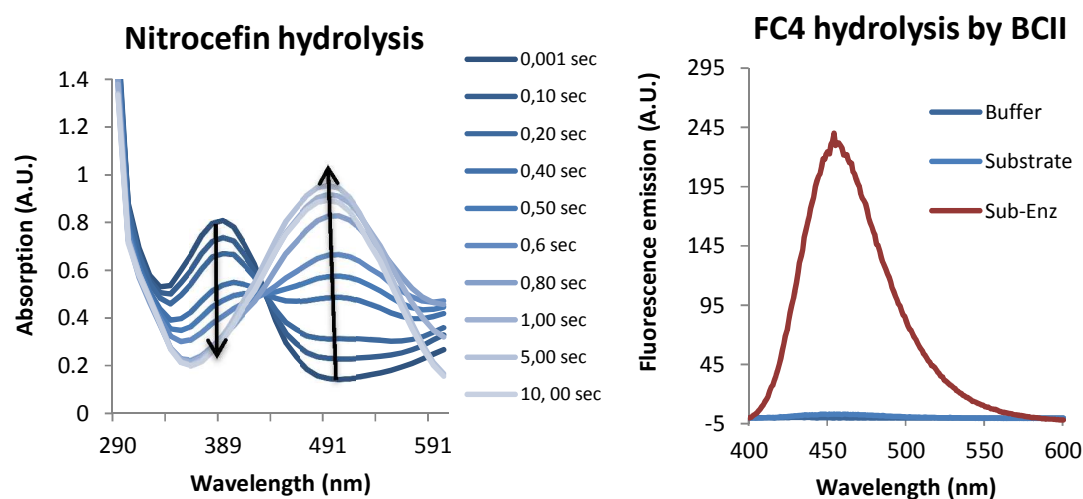 Nitrocefin hydrolysis
Absorption (A.U.)
1.4
1.2
1
0.8
0.6
0.4
0.2
0
290
389
491
591
Wavelength (nm)
0,001 sec
0,10 sec
0,20 sec
0,40 sec
0,50 sec
0,6 sec
0,80 sec
1,00 sec
5,00 sec
10, 00 sec
FC4 hydrolysis by BCII
Fluorescence emission (A.U.)
295
245
195
145
95
45
-5
400
450
500
550
600
Wavelength (nm)
Buffer
Substrate
Sub-Enz